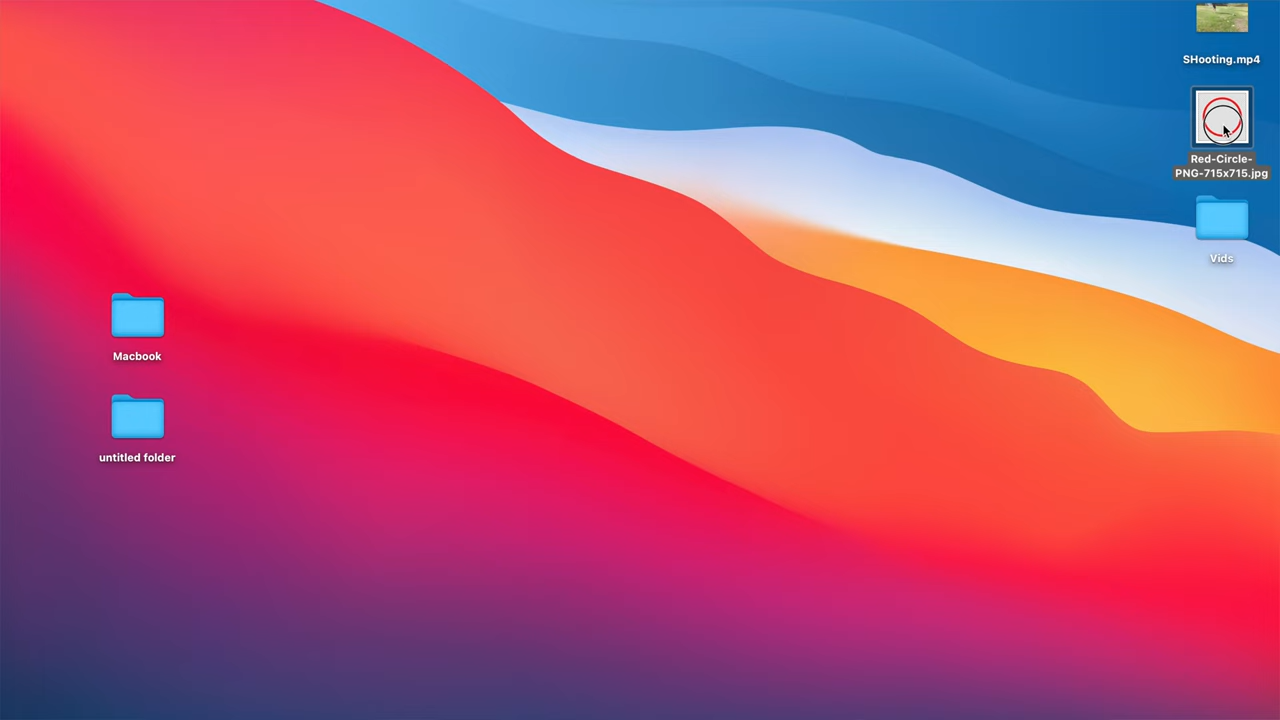 SHooting.mp4
Red-Circle-
PNG-715x715.jpg
Vids
Macbook
untitled folder